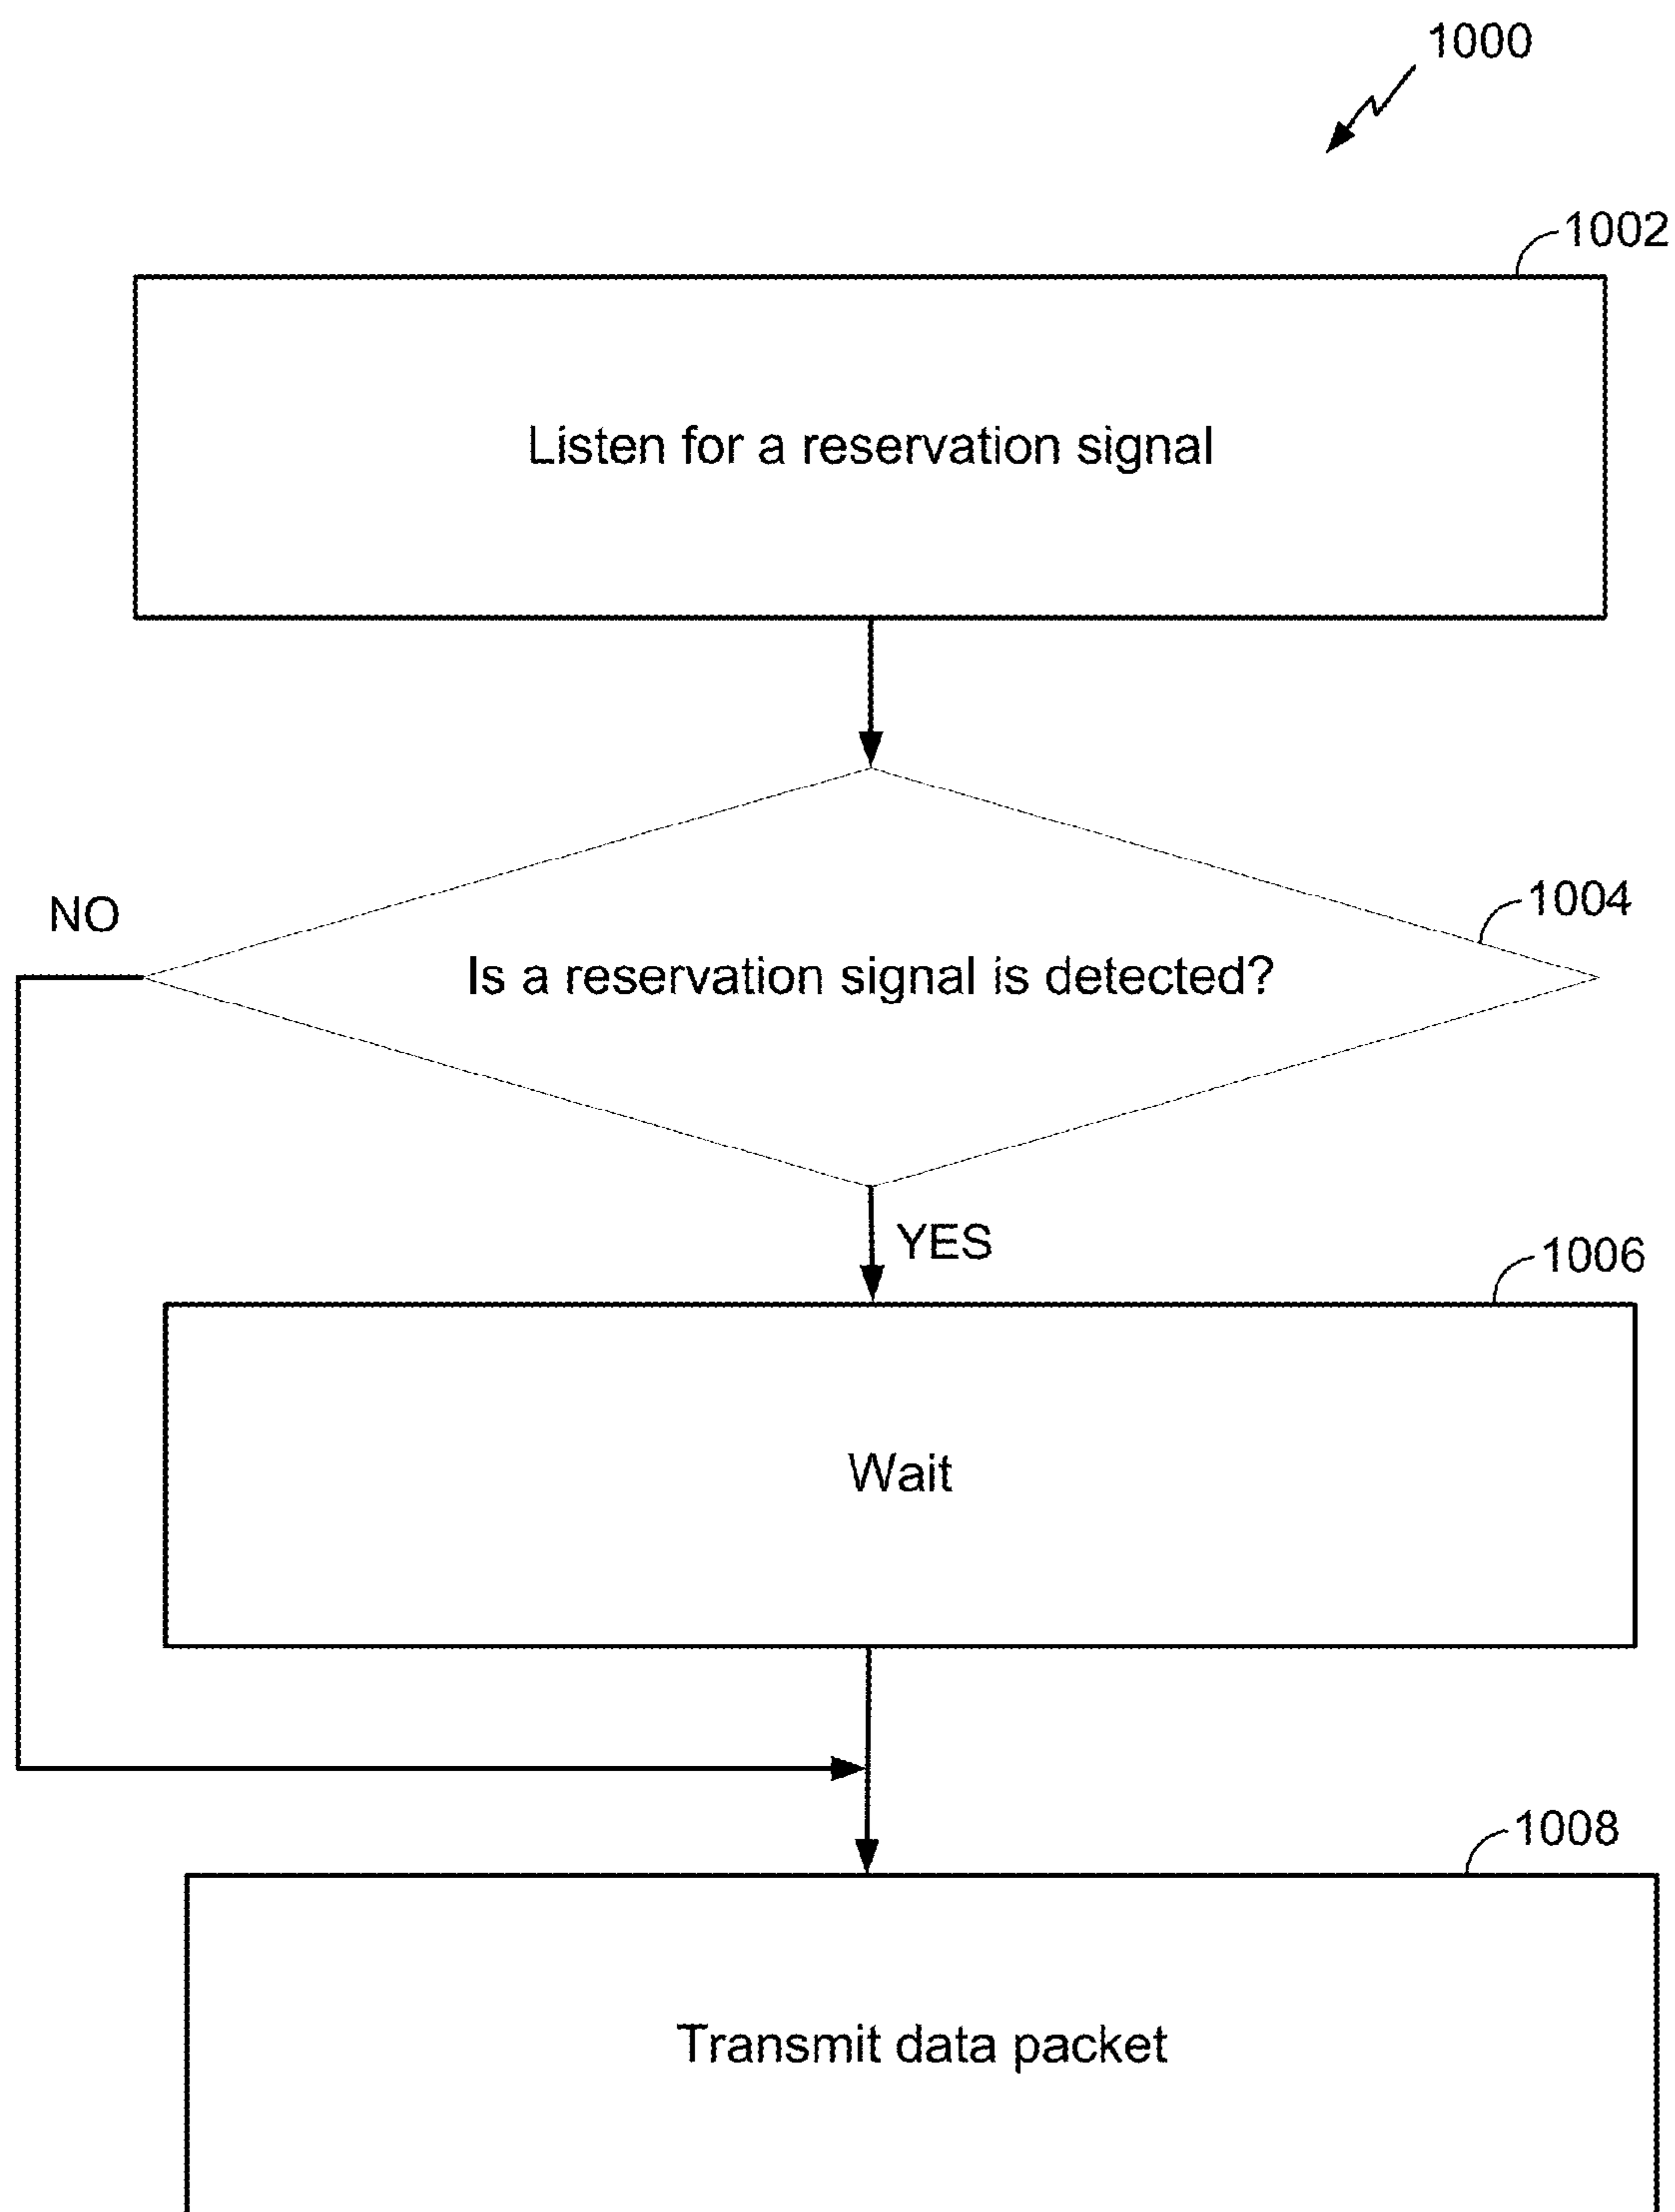 1000
1002
Listen for a reservation signal
NO
1004
Is a reservation signal is detected?
YES
1006
Wait
1008
Transmit data packet